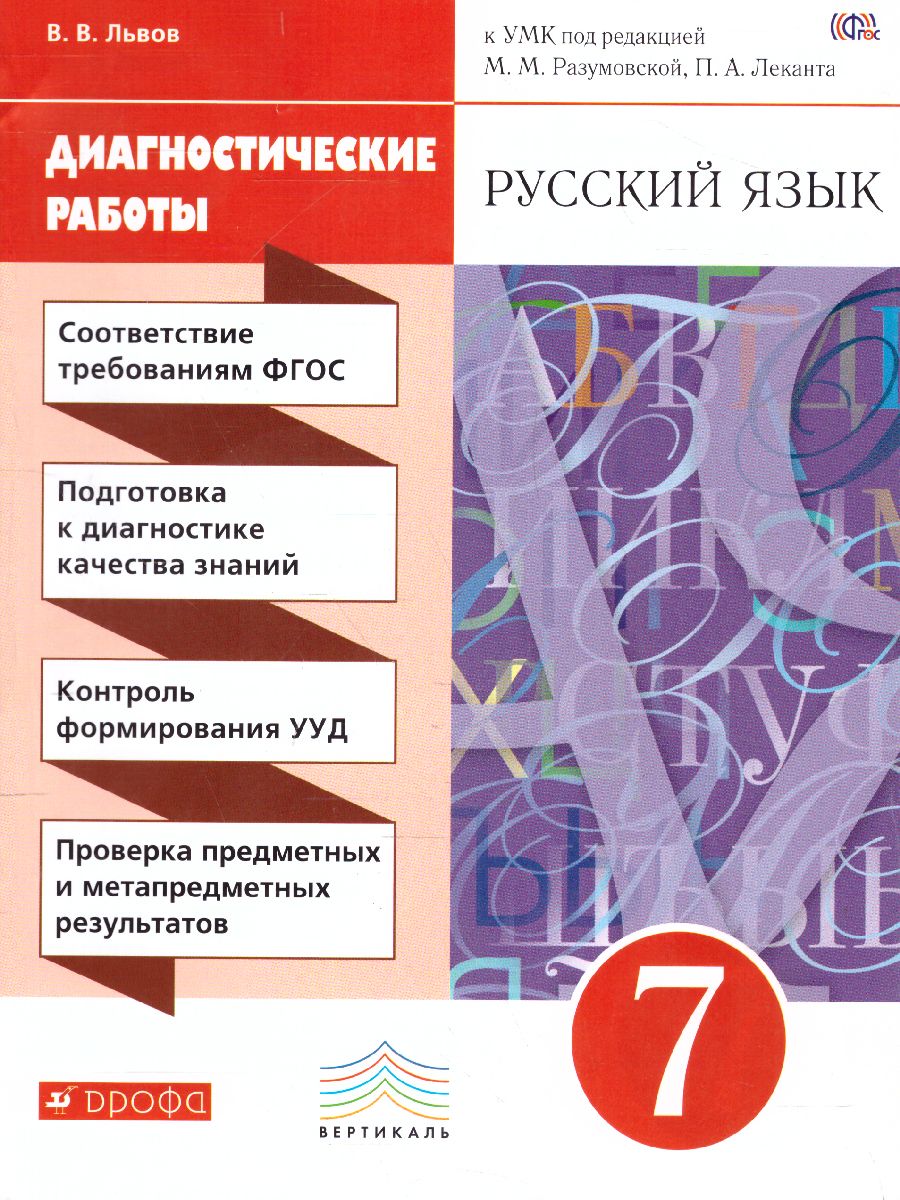 В. В. Львов
к УМК под редакцией
М. М. Разумовской, П. А. Леканта
ФГОС
ДИАГНОСТИЧЕСКИЕ
РАБОТЫ
РУССКИЙ ЯЗЫК
Соответствие
требованиям ФГОС
Подготовка
к диагностике
качества знаний
Контроль
формирования УУД
Проверка предметных
и метапредметных
результатов
7
ДРОФА
ВЕРТИКАЛЬ